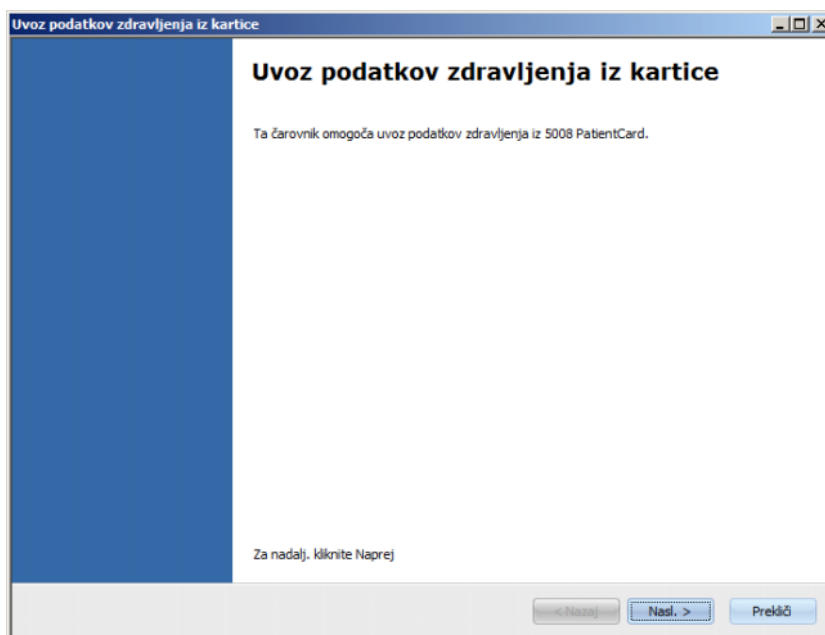 Uvoz podatkov zdravljenja iz kartice
Uvoz podatkov zdravljenja iz kartice
Ta čarovnik omogoča uvoz podatkov zdravljenja iz 5008 PatientCard.
Za nadalj. kliknite Naprej
< Nazaj
Nasl. >
Prekliči